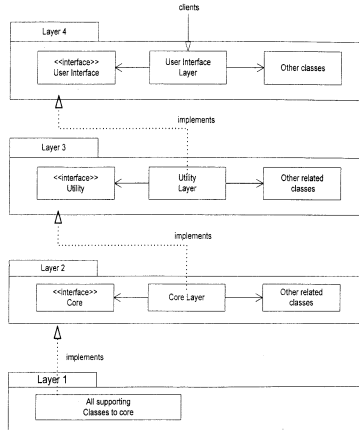 clients
Layer 4
<<interface>>
User Interface
User Interface
Layer
Other classes
implements
Layer 3
<<interface>>
Utility
Utility
Layer
Other related
classes
implements
Layer 2
<<interface>>
Core
Core Layer
Other related
classes
implements
Layer 1
All supporting
Classes to core